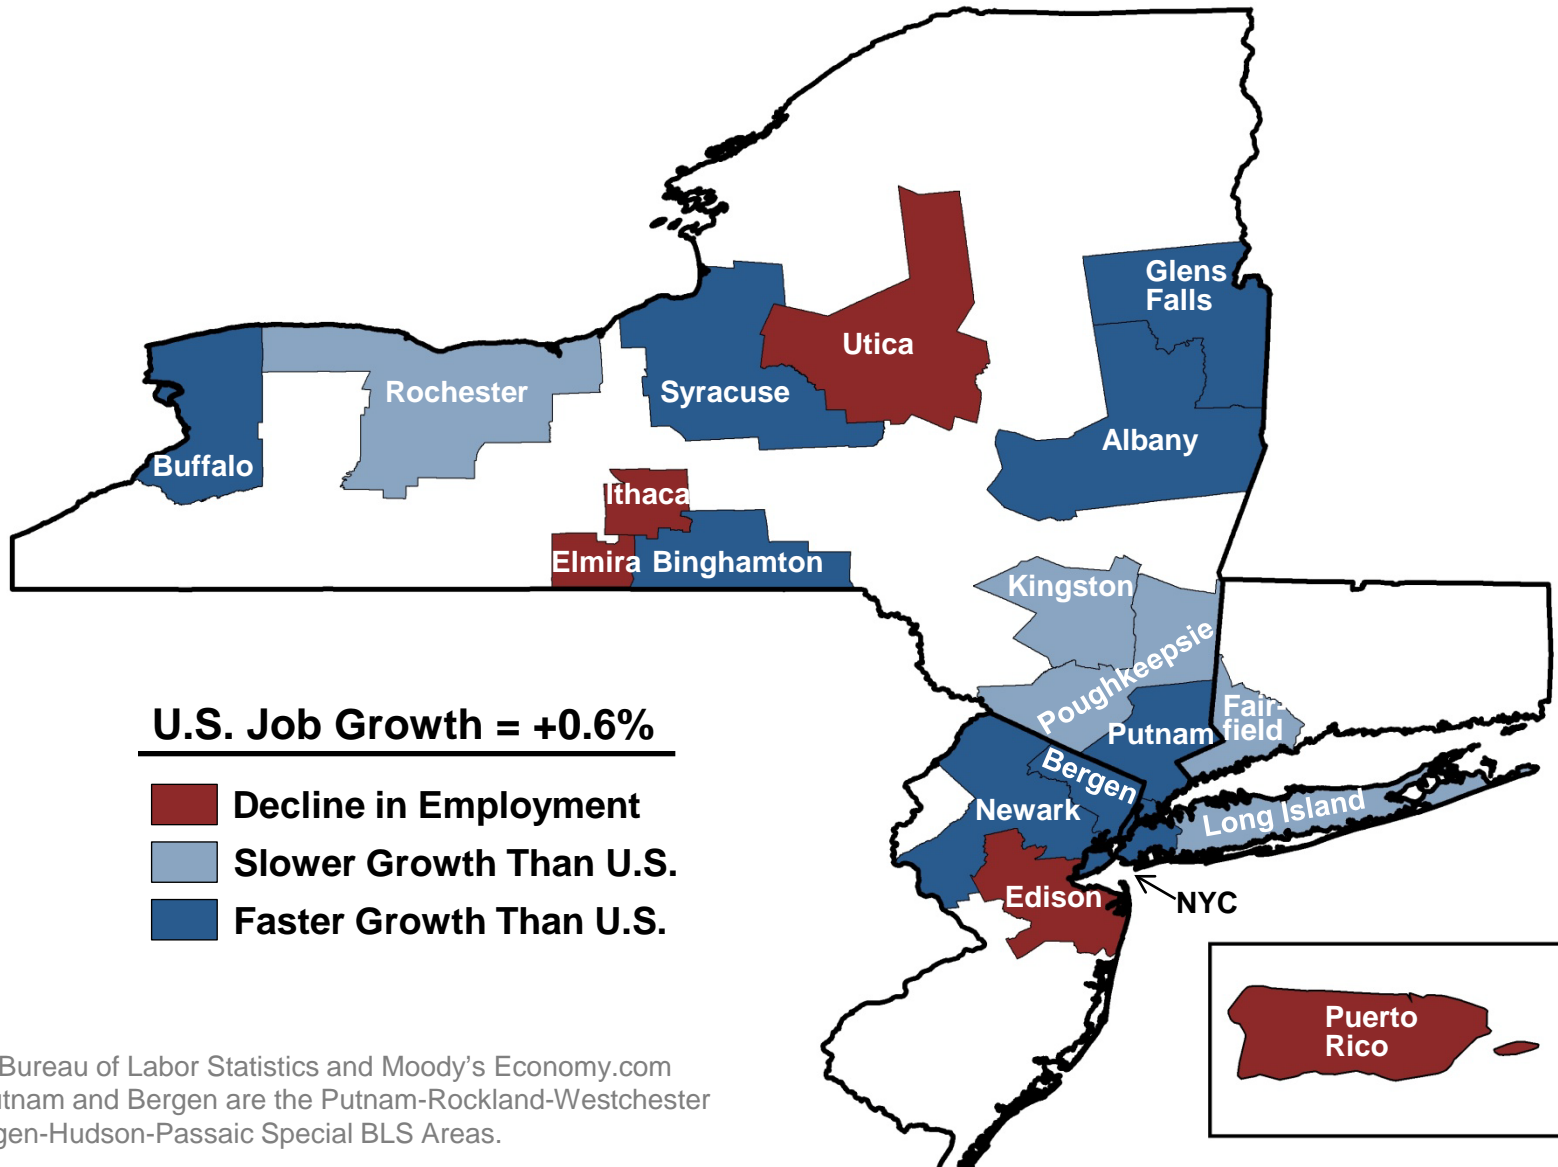 Glens
Falls
Utica
Rochester
Syracuse
Albany
Buffalo
Ithaca
Elmira
Binghamton
Kingston
Poughkeepsie
Fair-
field
Putnam
Bergen
Newark
Long Island
Edison
NYC
U.S. Job Growth = +0.6%
Decline in Employment
Slower Growth Than U.S.
Faster Growth Than U.S.
Puerto
Rico
Bureau of Labor Statistics and Moody's Economy.com
utnam and Bergen are the Putnam-Rockland-Westchester
gen-Hudson-Passaic Special BLS Areas.